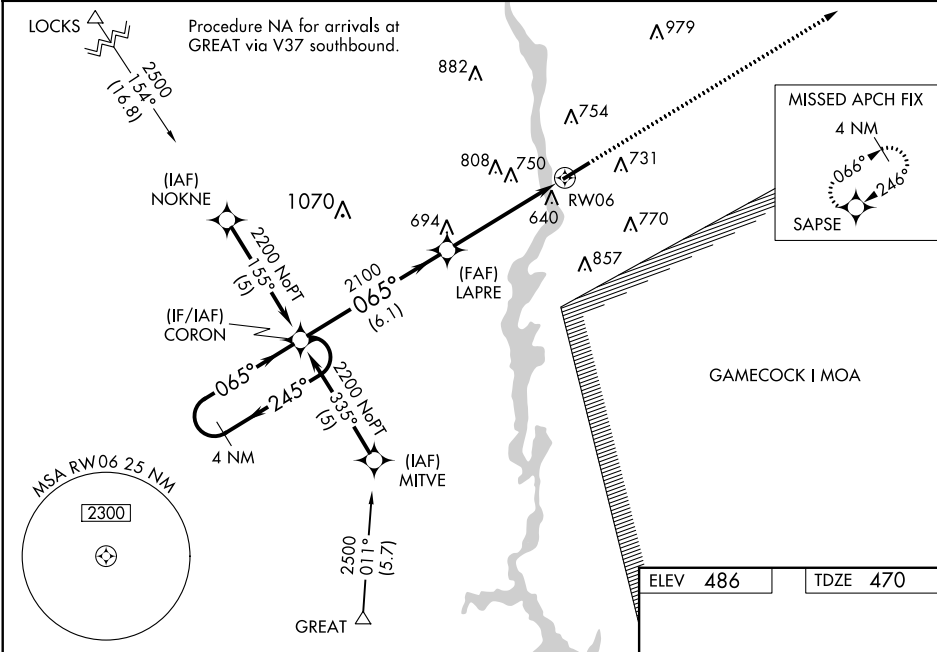 LOCKS
Procedure NA for arrivals at
GREAT via V37 southbound.
2500
154°
(16.8)
979
882
754
MISSED APCH FIX
4 NM
066°
246°
SAPSE
808
750
731
RW06
640
(IAF)
NOKNE
1070
694
770
857
2200 NoPT
155°
(5)
2100
065°
(6.1)
(FAF)
LAPRE
(IF/IAF)
CORON
065°
245°
4 NM
2200 NoPT
335°
(5)
GAMECOCK I MOA
(IAF)
MITVE
MSA RW06 25 NM
2300
2500
011°
(5.7)
GREAT
ELEV 486
TDZE 470